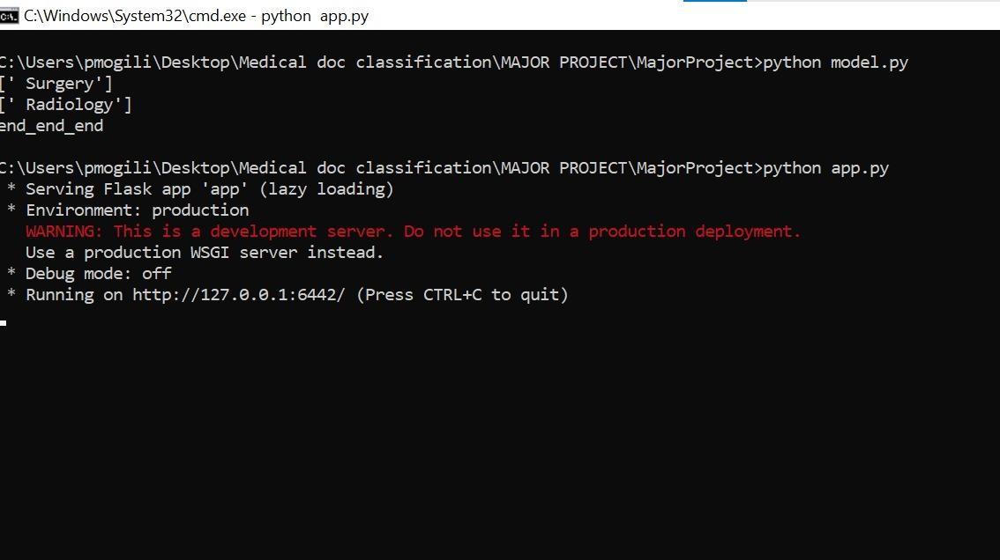 C:\Windows\System32\cmd.exe - python  app.py
C:\Users\pmogili\Desktop\Medical doc classification\MAJOR PROJECT\MajorProject>python model.py
[' Surgery']
[' Radiology']
end_end_end
C:\Users\pmogili\Desktop\Medical doc classification\MAJOR PROJECT\MajorProject>python app.py
 * Serving Flask app 'app' (lazy loading)
 * Environment: production
   WARNING: This is a development server. Do not use it in a production deployment.
   Use a production WSGI server instead.
 * Debug mode: off
 * Running on http://127.0.0.1:6442/ (Press CTRL+C to quit)